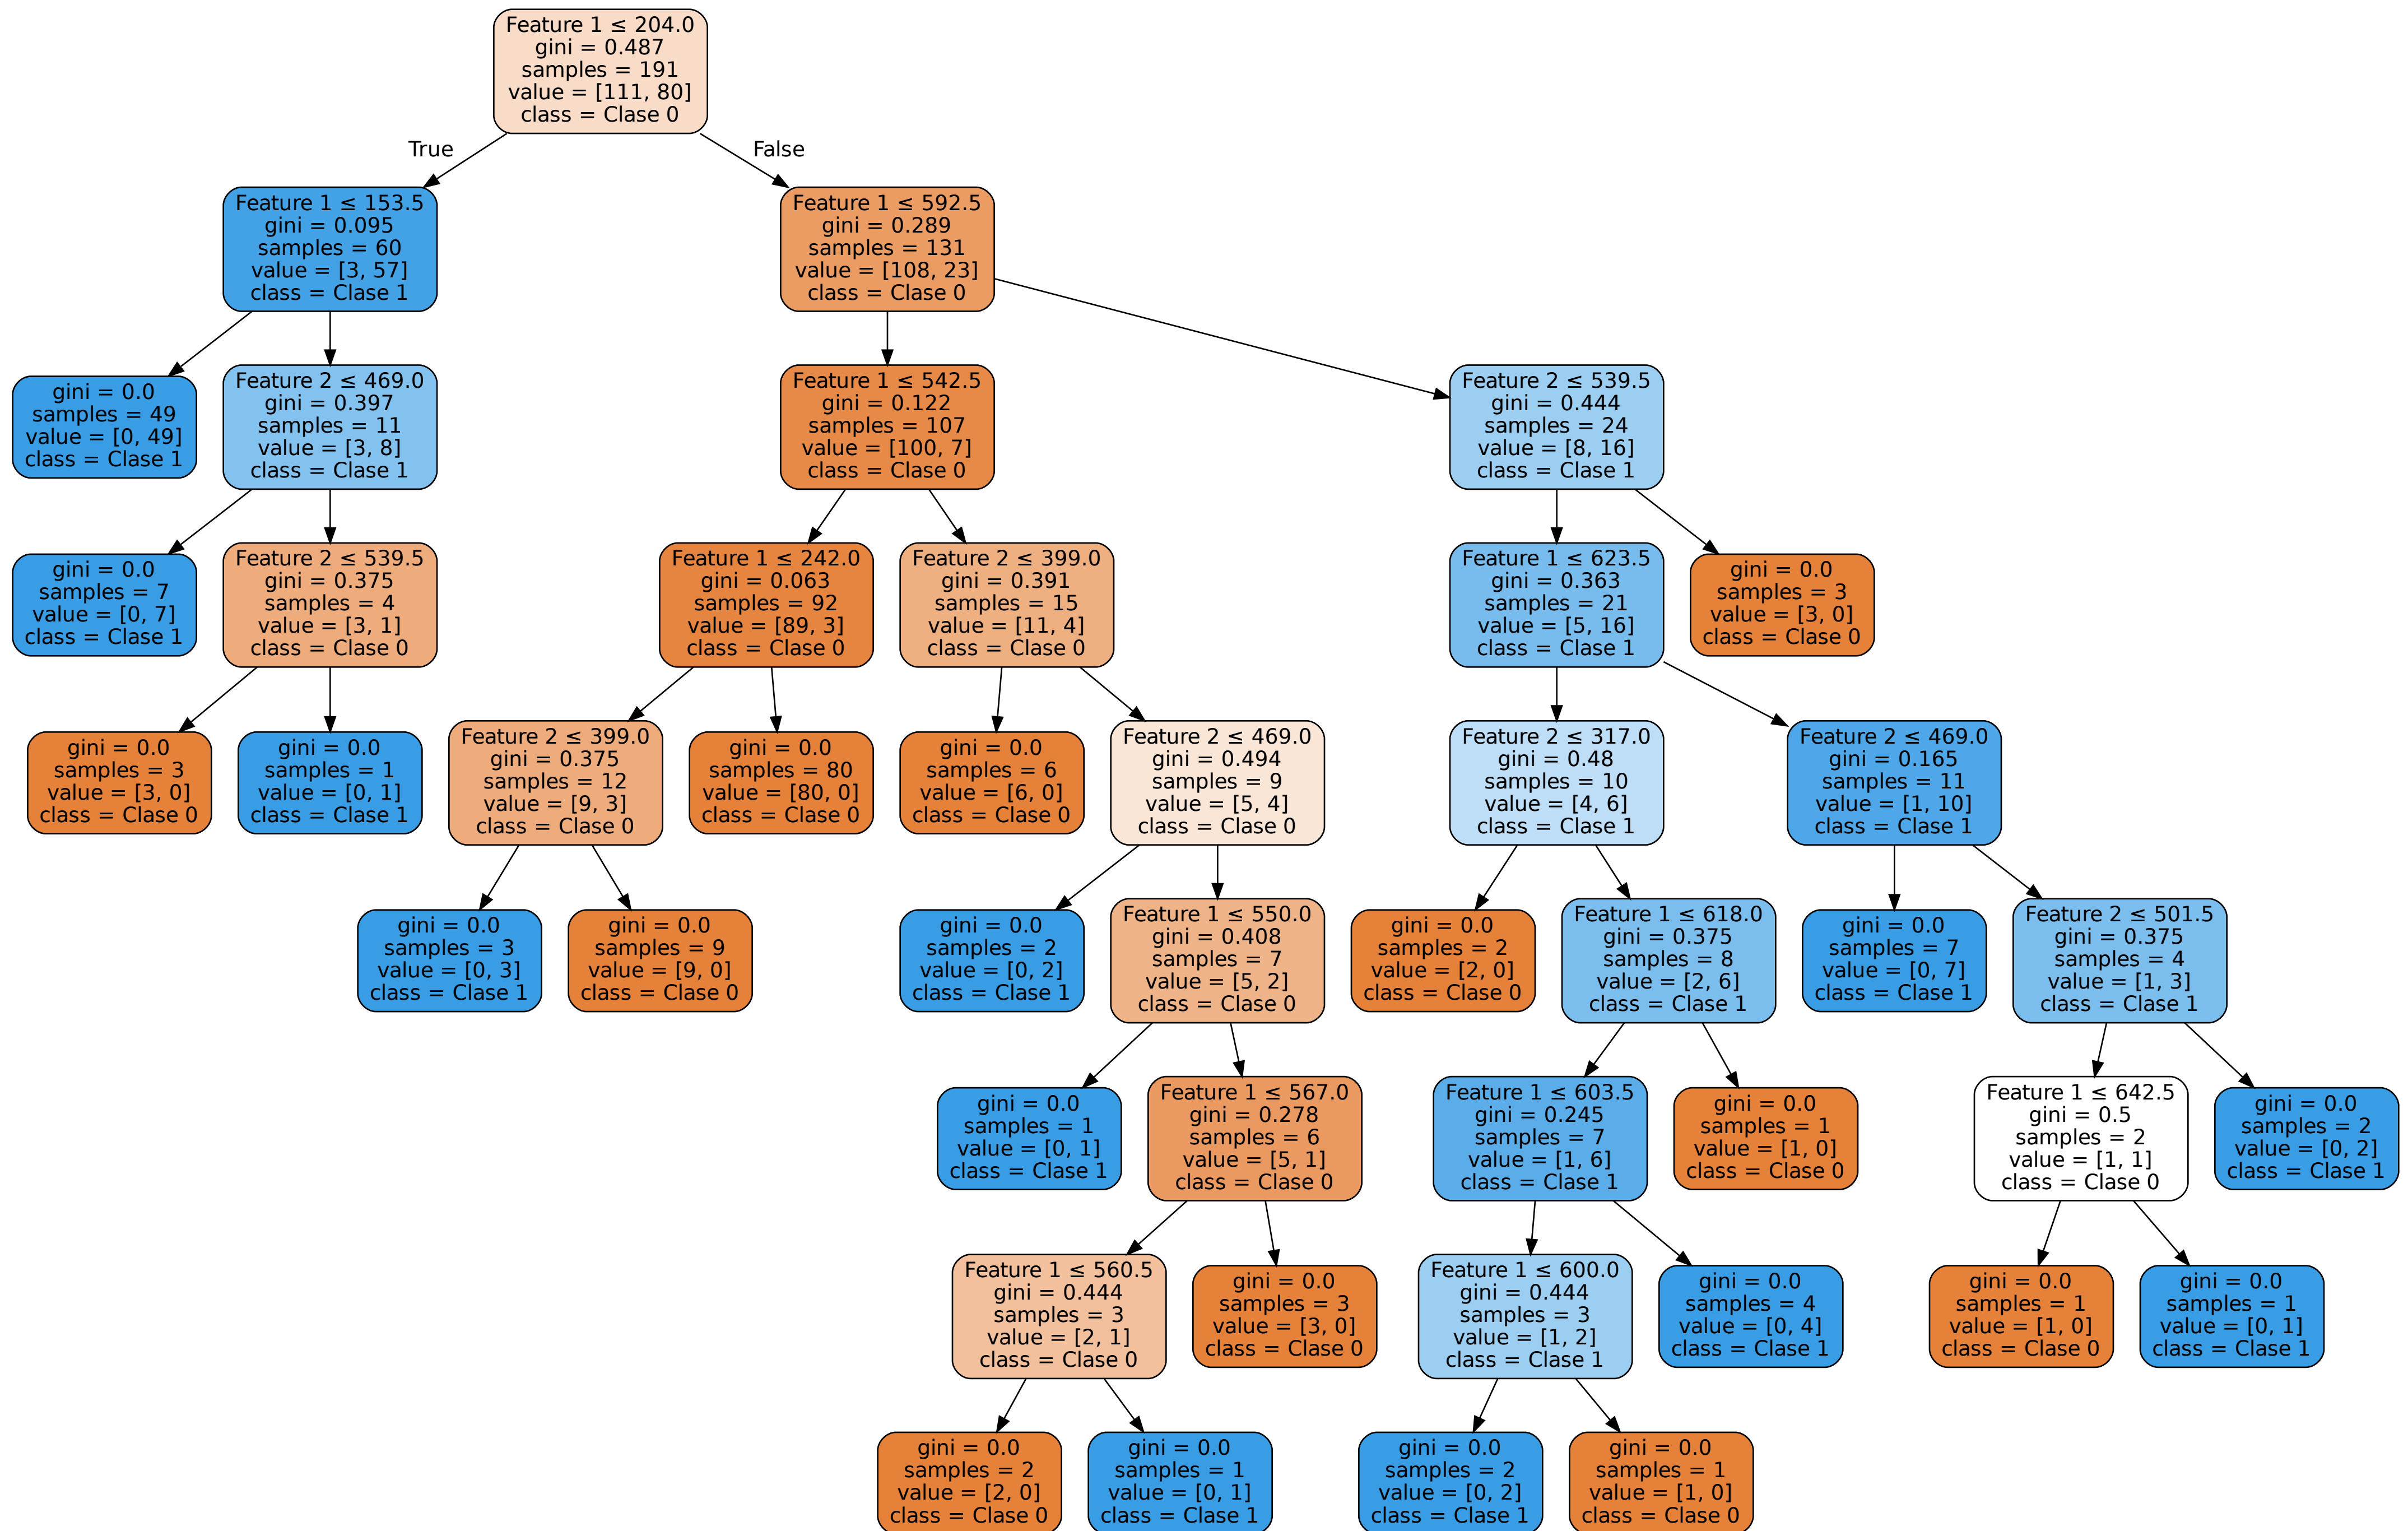 Feature 1 ≤ 204.0
gini = 0.487
samples = 191
value = [111, 80]
class = Clase 0
True
False
Feature 1 ≤ 153.5
gini = 0.095
samples = 60
value = [3, 57]
class = Clase 1
Feature 1 ≤ 592.5
gini = 0.289
samples = 131
value = [108, 23]
class = Clase 0
gini = 0.0
samples = 49
value = [0, 49]
class = Clase 1
Feature 2 ≤ 469.0
gini = 0.397
samples = 11
value = [3, 8]
class = Clase 1
Feature 1 ≤ 542.5
gini = 0.122
samples = 107
value = [100, 7]
class = Clase 0
Feature 2 ≤ 539.5
gini = 0.444
samples = 24
value = [8, 16]
class = Clase 1
gini = 0.0
samples = 7
value = [0, 7]
class = Clase 1
Feature 2 ≤ 539.5
gini = 0.375
samples = 4
value = [3, 1]
class = Clase 0
Feature 1 ≤ 242.0
gini = 0.063
samples = 92
value = [89, 3]
class = Clase 0
Feature 2 ≤ 399.0
gini = 0.391
samples = 15
value = [11, 4]
class = Clase 0
Feature 1 ≤ 623.5
gini = 0.363
samples = 21
value = [5, 16]
class = Clase 1
gini = 0.0
samples = 3
value = [3, 0]
class = Clase 0
gini = 0.0
samples = 3
value = [3, 0]
class = Clase 0
gini = 0.0
samples = 1
value = [0, 1]
class = Clase 1
Feature 2 ≤ 399.0
gini = 0.375
samples = 12
value = [9, 3]
class = Clase 0
gini = 0.0
samples = 80
value = [80, 0]
class = Clase 0
gini = 0.0
samples = 6
value = [6, 0]
class = Clase 0
Feature 2 ≤ 469.0
gini = 0.494
samples = 9
value = [5, 4]
class = Clase 0
Feature 2 ≤ 317.0
gini = 0.48
samples = 10
value = [4, 6]
class = Clase 1
Feature 2 ≤ 469.0
gini = 0.165
samples = 11
value = [1, 10]
class = Clase 1
gini = 0.0
samples = 3
value = [0, 3]
class = Clase 1
gini = 0.0
samples = 9
value = [9, 0]
class = Clase 0
gini = 0.0
samples = 2
value = [0, 2]
class = Clase 1
Feature 1 ≤ 550.0
gini = 0.408
samples = 7
value = [5, 2]
class = Clase 0
gini = 0.0
samples = 2
value = [2, 0]
class = Clase 0
Feature 1 ≤ 618.0
gini = 0.375
samples = 8
value = [2, 6]
class = Clase 1
gini = 0.0
samples = 7
value = [0, 7]
class = Clase 1
Feature 2 ≤ 501.5
gini = 0.375
samples = 4
value = [1, 3]
class = Clase 1
gini = 0.0
samples = 1
value = [0, 1]
class = Clase 1
Feature 1 ≤ 567.0
gini = 0.278
samples = 6
value = [5, 1]
class = Clase 0
Feature 1 ≤ 603.5
gini = 0.245
samples = 7
value = [1, 6]
class = Clase 1
gini = 0.0
samples = 1
value = [1, 0]
class = Clase 0
Feature 1 ≤ 642.5
gini = 0.5
samples = 2
value = [1, 1]
class = Clase 0
gini = 0.0
samples = 2
value = [0, 2]
class = Clase 1
Feature 1 ≤ 560.5
gini = 0.444
samples = 3
value = [2, 1]
class = Clase 0
gini = 0.0
samples = 3
value = [3, 0]
class = Clase 0
Feature 1 ≤ 600.0
gini = 0.444
samples = 3
value = [1, 2]
class = Clase 1
gini = 0.0
samples = 4
value = [0, 4]
class = Clase 1
gini = 0.0
samples = 1
value = [1, 0]
class = Clase 0
gini = 0.0
samples = 1
value = [0, 1]
class = Clase 1
gini = 0.0
samples = 2
value = [2, 0]
class = Clase 0
gini = 0.0
samples = 1
value = [0, 1]
class = Clase 1
gini = 0.0
samples = 2
value = [0, 2]
class = Clase 1
gini = 0.0
samples = 1
value = [1, 0]
class = Clase 0